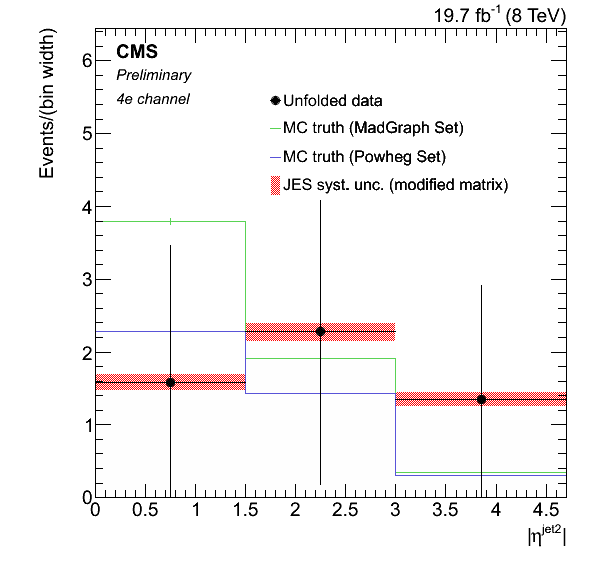 19.7 fb⁻¹ (8 TeV)
Events/(bin width)
CMS
Preliminary
4e channel
Unfolded data
MC truth (MadGraph Set)
MC truth (Powheg Set)
JES syst. unc. (modified matrix)
6
5
4
3
2
1
0
0 0.5 1 1.5 2 2.5 3 3.5 4 4.5
|η^jet2|